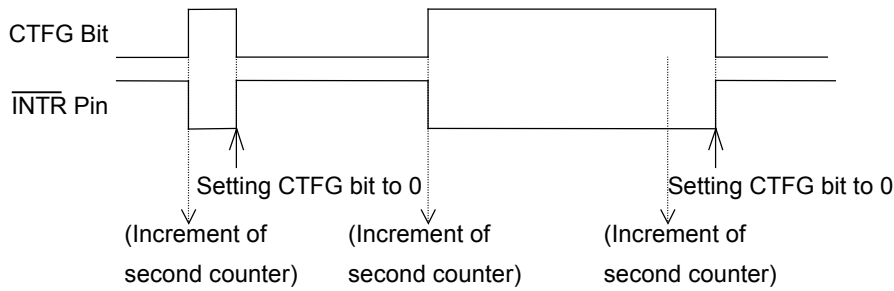 CTFG Bit
INTR Pin
Setting CTFG bit to 0
Setting CTFG bit to 0
(Increment of
second counter)
(Increment of
second counter)
(Increment of
second counter)